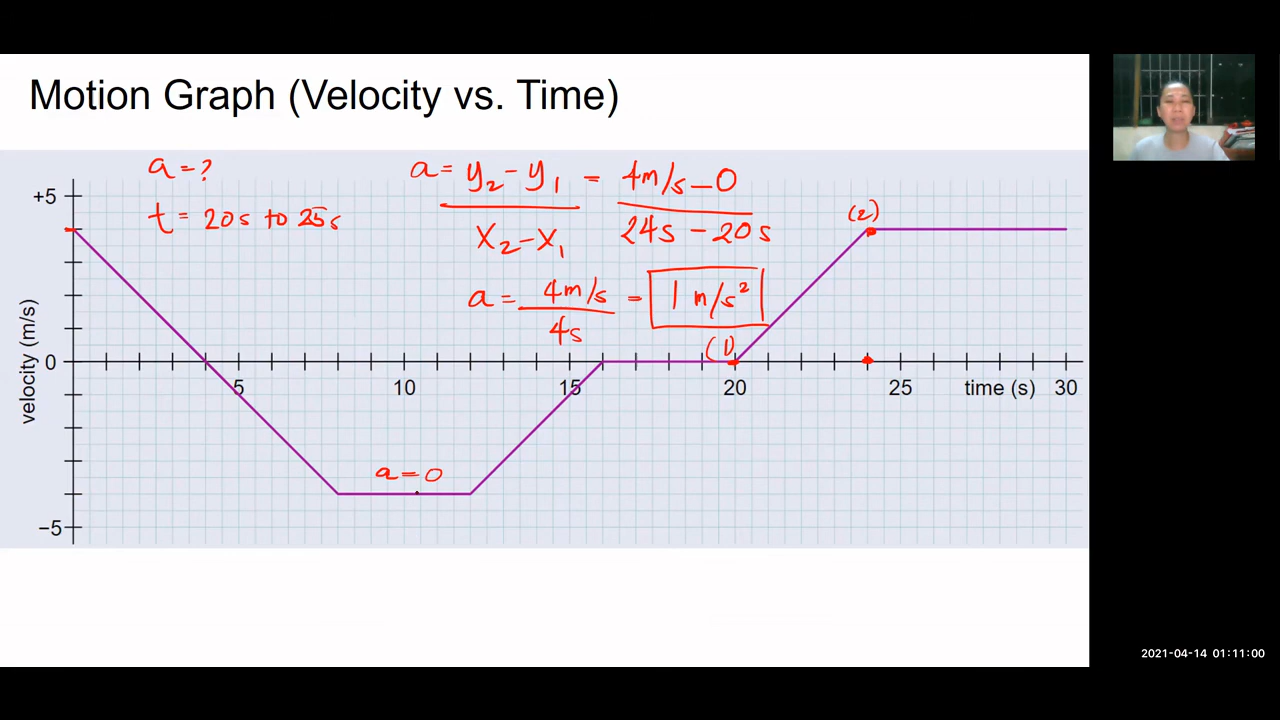 Motion Graph (Velocity vs. Time)
a = ?
t = 20s to 25s
a = y₂ - y₁ / x₂ - x₁ = 4m/s - 0 / 24s - 20s
a = 4m/s / 4s = 1 m/s²
(1)
(2)
a = 0
+5
0
−5
velocity (m/s)
5 10 15 20 25 time (s) 30
2021-04-14 01:11:00